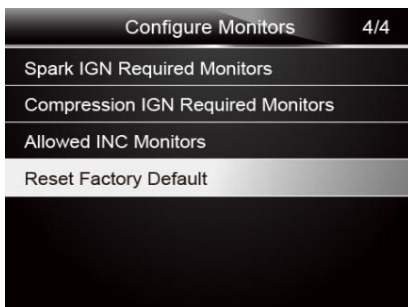 Configure Monitors 4/4
Spark IGN Required Monitors
Compression IGN Required Monitors
Allowed INC Monitors
Reset Factory Default